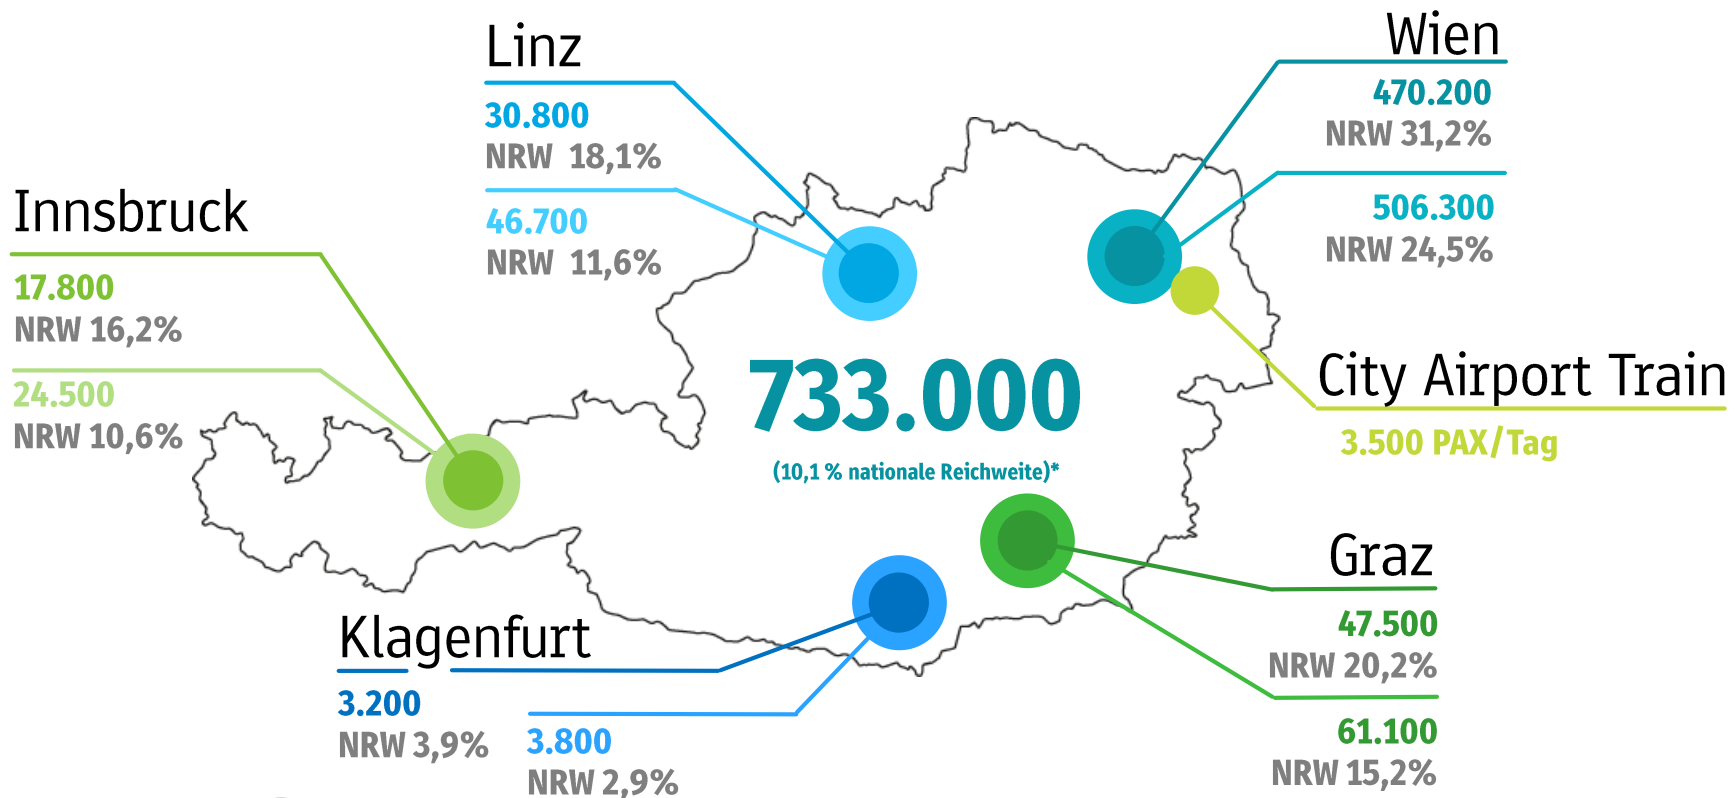 Linz
30.800
NRW 18,1%
46.700
NRW 11,6%
Wien
470.200
NRW 31,2%
506.300
NRW 24,5%
Innsbruck
17.800
NRW 16,2%
24.500
NRW 10,6%
733.000
(10,1 % nationale Reichweite)*
City Airport Train
3.500 PAX/Tag
Klagenfurt
3.200
NRW 3,9%
3.800
NRW 2,9%
Graz
47.500
NRW 20,2%
61.100
NRW 15,2%